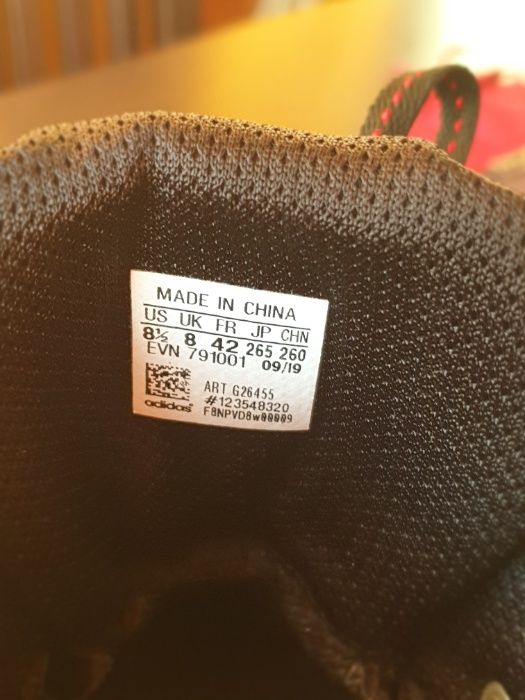 MADE IN CHINA
US UK FR JP CHN
8½ 8 42 265 260
EVN 791001 09/19
ART G26455
#123548320
adidas F8NPVD8w00009